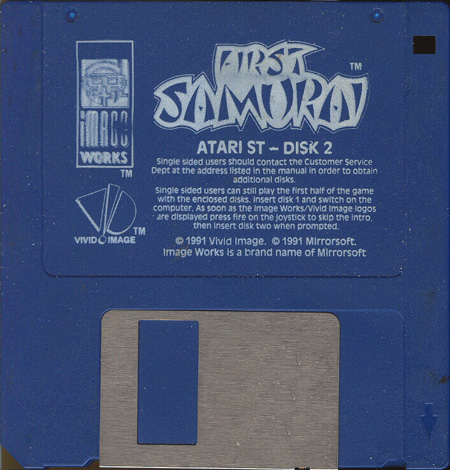 FIRST
SAMURAI™
IMAGE
WORKS
™
VIVID IMAGE™
ATARI ST – DISK 2
Single sided users should contact the Customer Service
Dept at the address listed in the manual in order to obtain
additional disks.
Single sided users can still play the first half of the game
with the enclosed disks. Insert disk 1 and switch on the
computer. As soon as the Image Works/Vivid Image logos
are displayed press fire on the joystick to skip the intro,
then insert disk two when prompted.
© 1991 Vivid Image. © 1991 Mirrorsoft.
Image Works is a brand name of Mirrorsoft